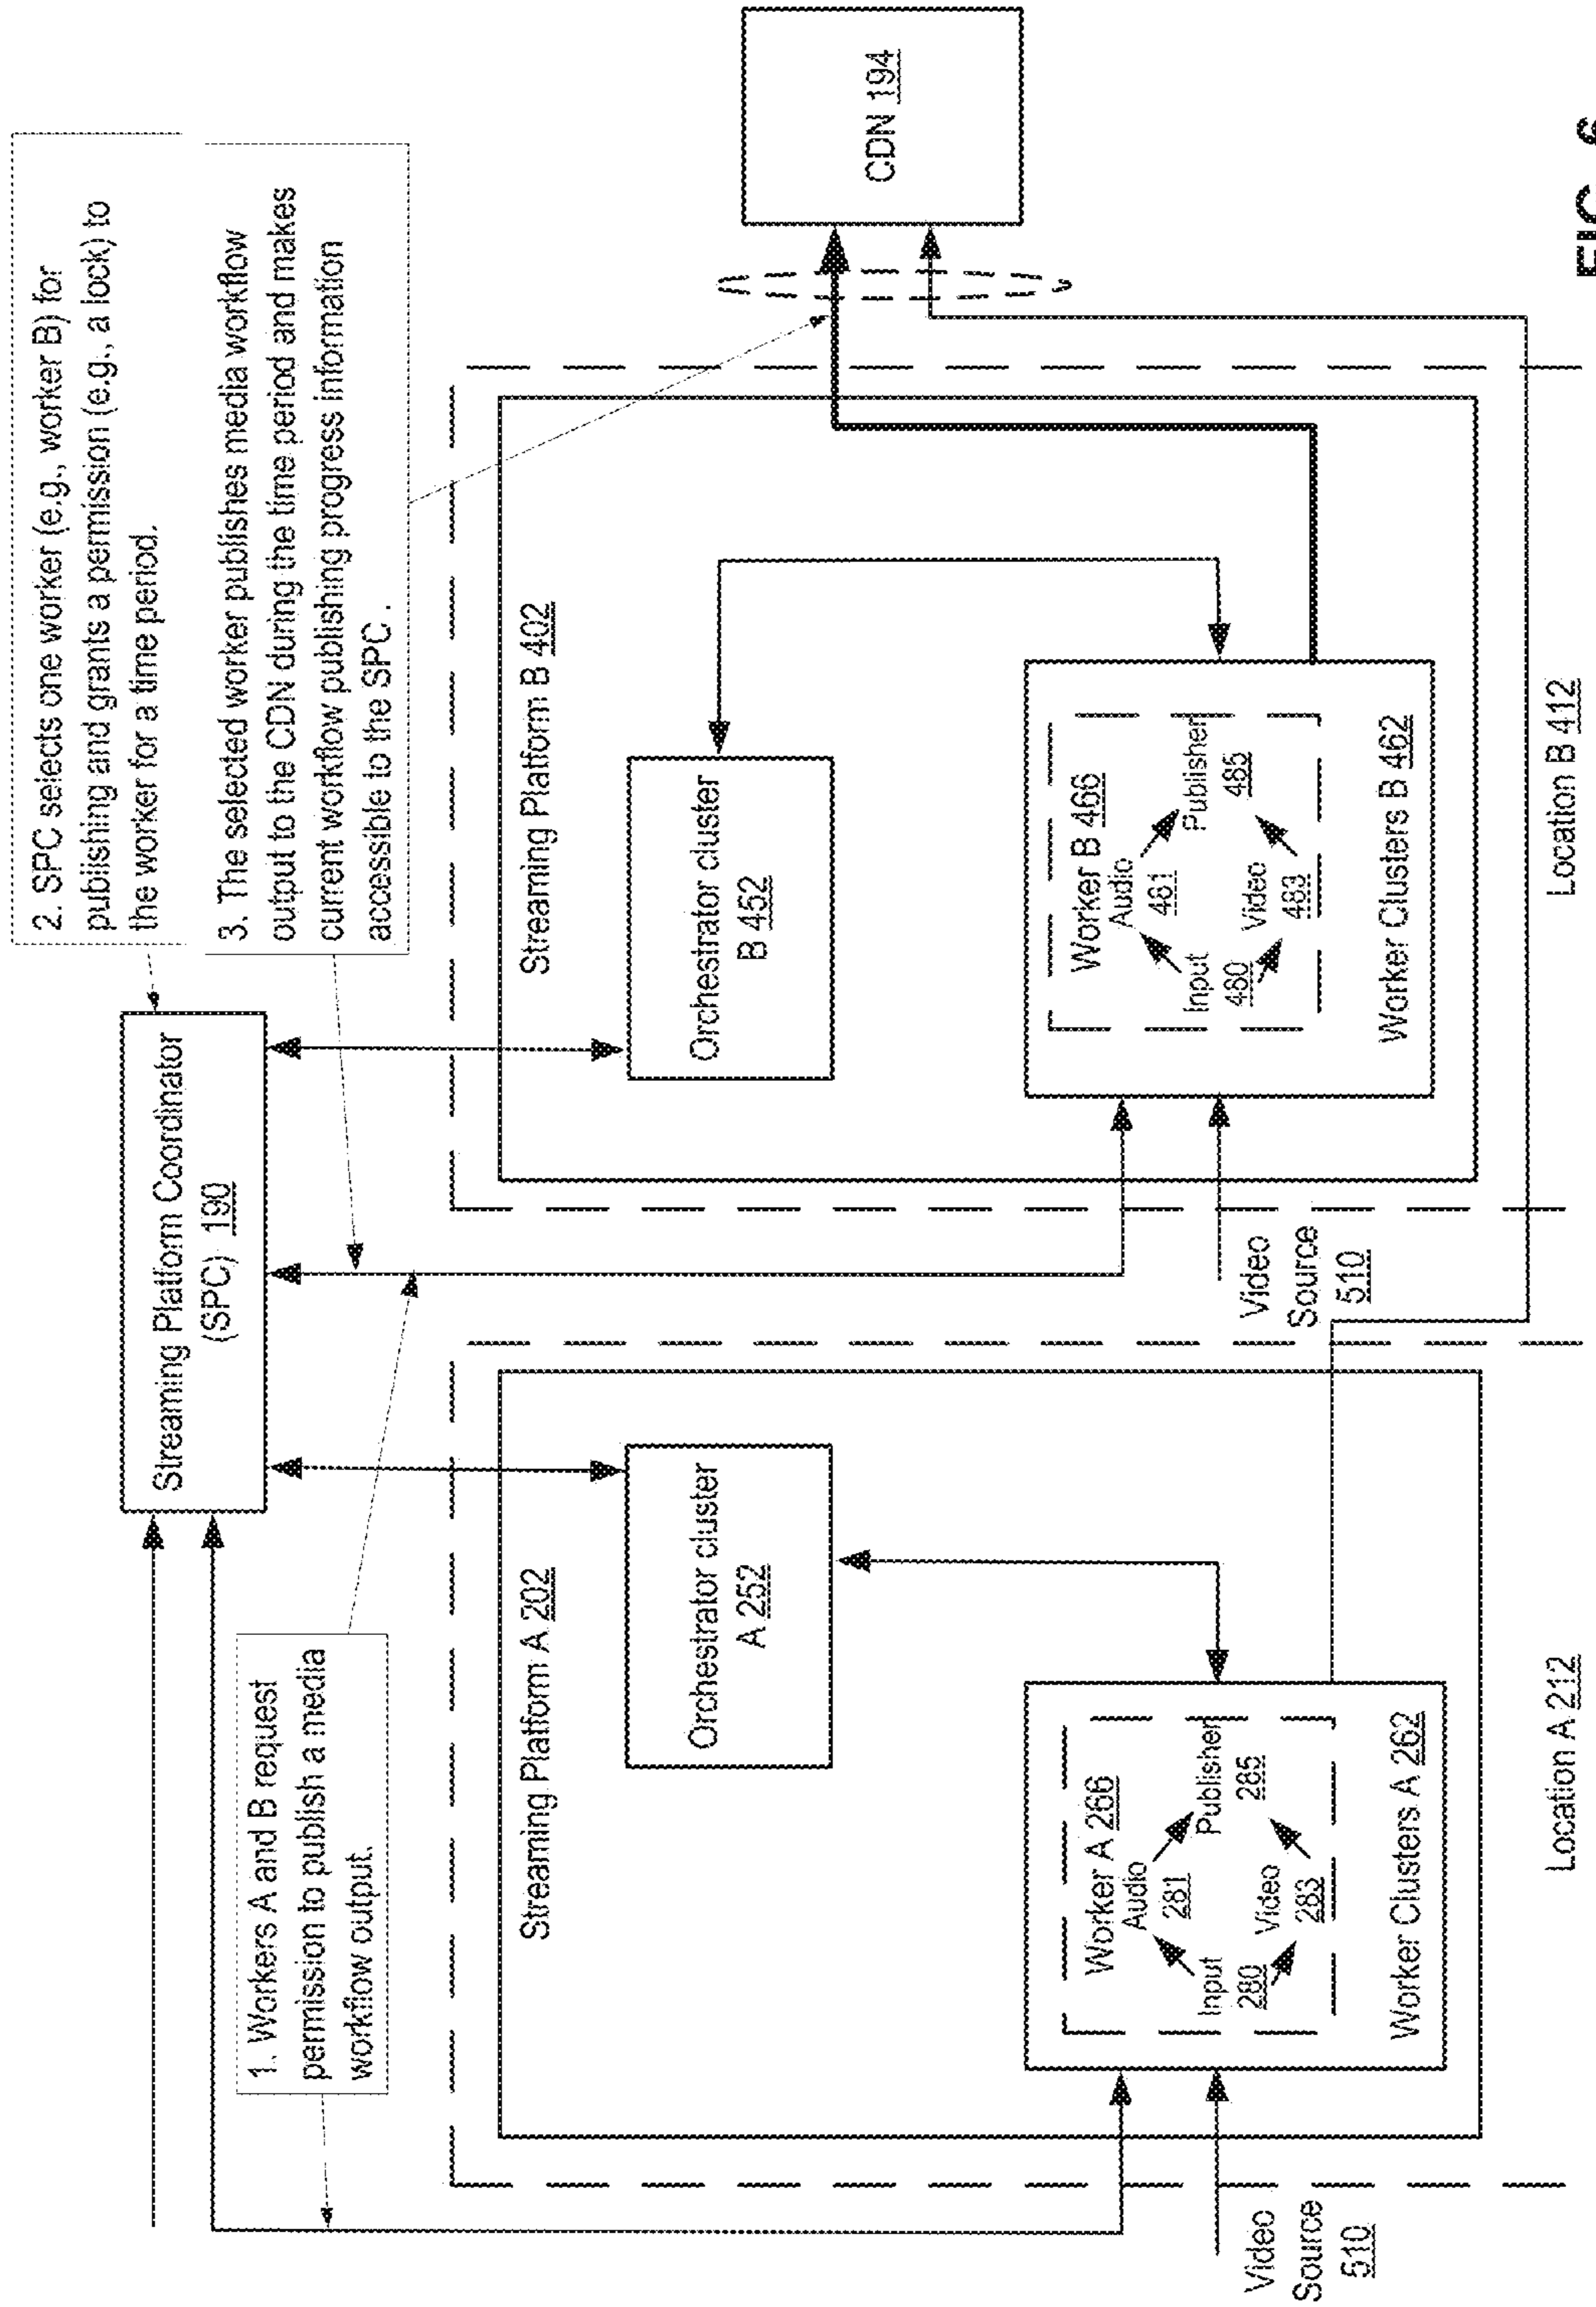 2. SPC selects one worker (e.g., worker B) for
publishing and grants a permission (e.g., a lock) to
the worker for a time period.
3. The selected worker publishes media workflow
output to the CDN during the time period and makes
current workflow publishing progress information
accessible to the SPC .
Streaming Platform Coordinator
(SPC) 190
1. Workers A and B request
permission to publish a media
workflow output.
Streaming Platform A 202
Orchestrator cluster
A 252
Worker A 266
Audio
281
Input
280
Publisher
285
Video
283
Worker Clusters A 262
Video
Source
510
Location A 212
Streaming Platform B 402
Orchestrator cluster
B 452
Worker B 466
Audio
481
Input
480
Publisher
485
Video
483
Worker Clusters B 462
Video
Source
510
Location B 412
CDN 194